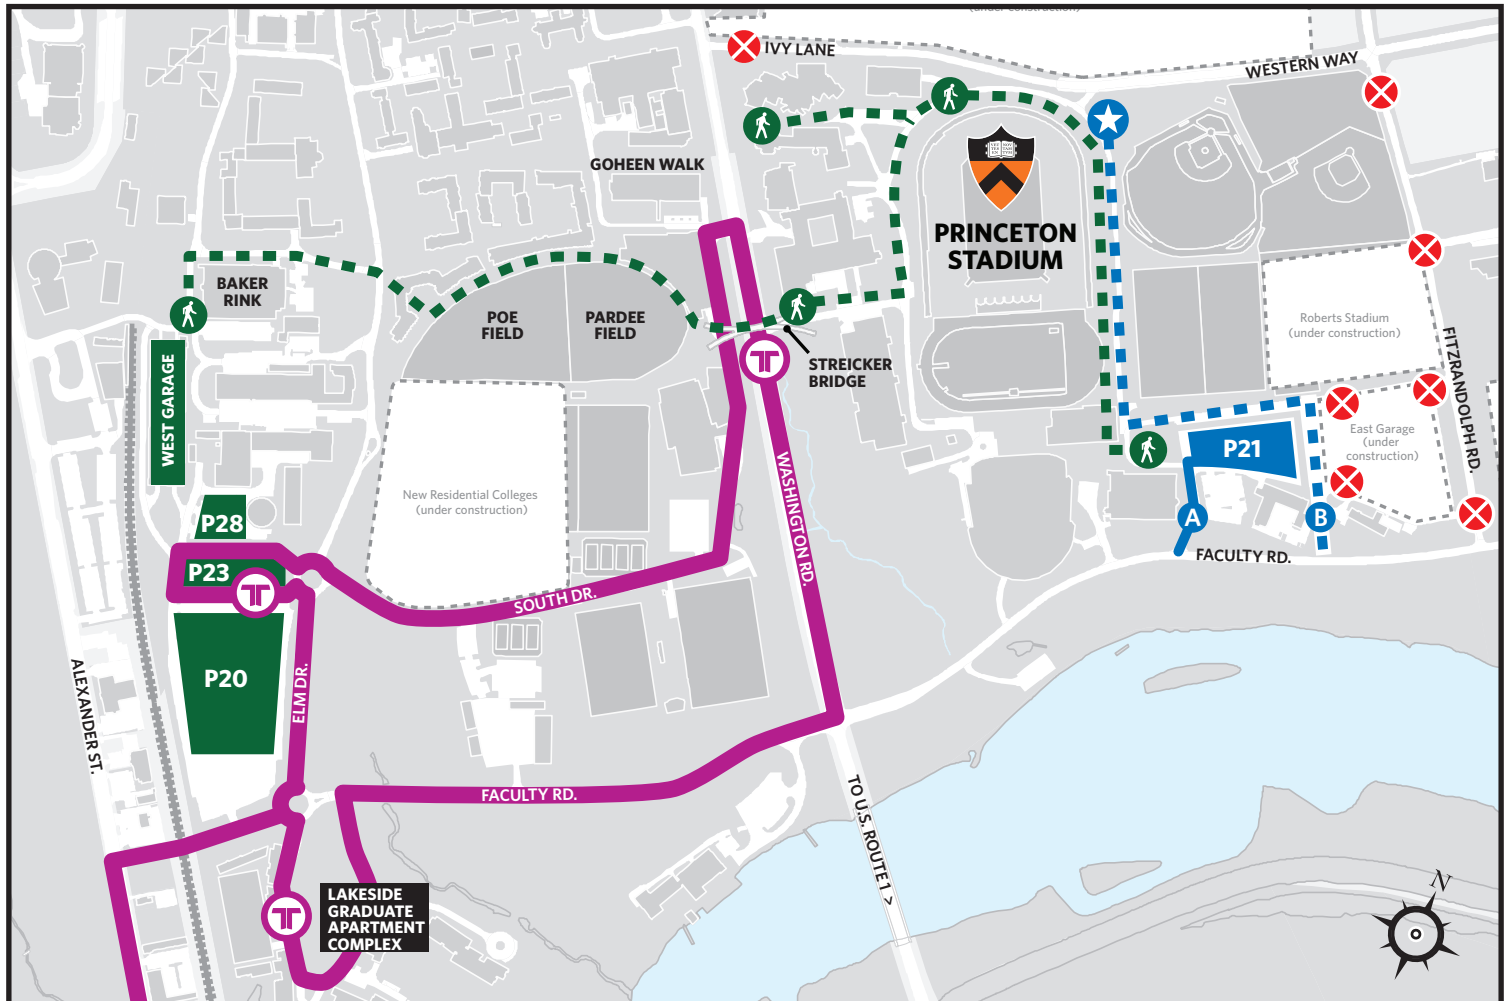 (under construction)
IVY LANE
WESTERN WAY
GOHEEN WALK
PRINCETON
STADIUM
BAKER
RINK
POE
FIELD
PARDEE
FIELD
STREICKER
BRIDGE
Roberts Stadium
(under construction)
FITZRANDOLPH RD.
WEST GARAGE
East Garage
(under
construction)
P21
WASHINGTON RD.
New Residential Colleges
(under construction)
P28
A
B
FACULTY RD.
P23
SOUTH DR.
P20
ELM DR.
ALEXANDER ST.
FACULTY RD.
TO U.S. ROUTE 1 >
LAKESIDE
GRADUATE
APARTMENT
COMPLEX
N